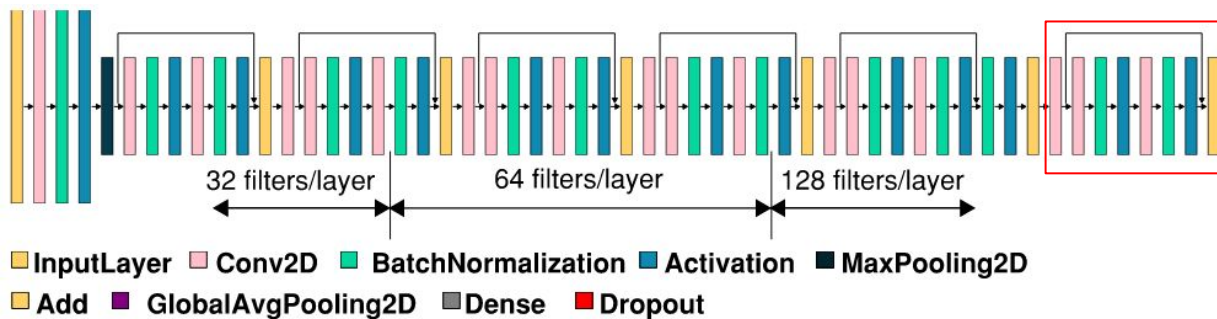 32 filters/layer 64 filters/layer 128 filters/layer
InputLayer Conv2D BatchNormalization Activation MaxPooling2D
Add GlobalAvgPooling2D Dense Dropout